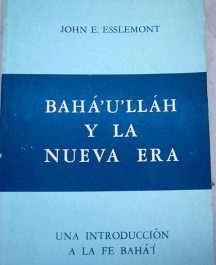 JOHN E. ESSLEMONT
BAHÁ'U'LLÁH
Y LA
NUEVA ERA
UNA INTRODUCCIÓN
A LA FE BAHÁ'Í